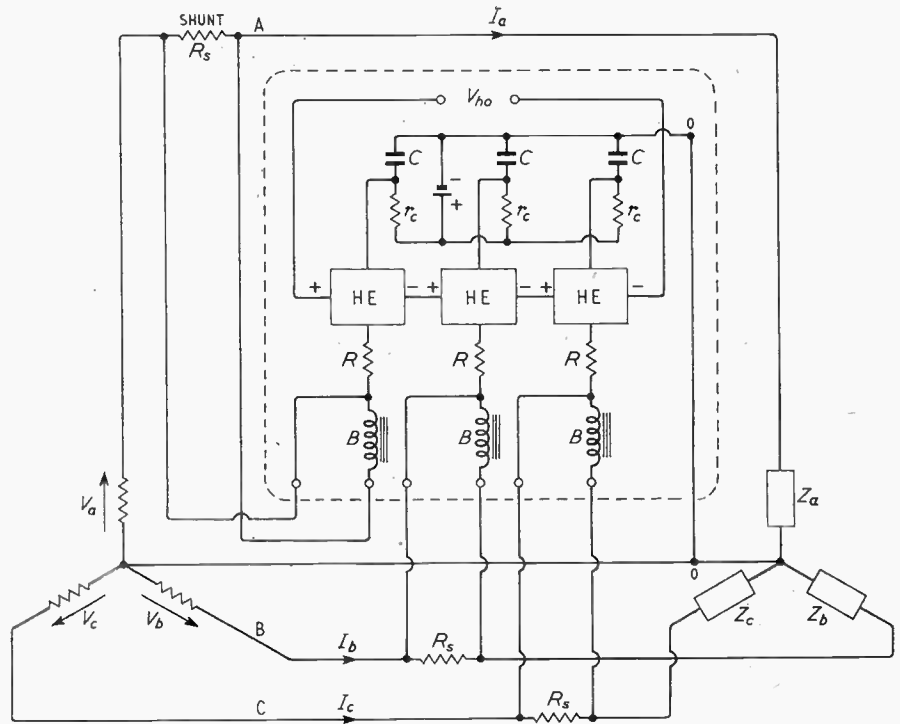 SHUNT
A
I_a
R_s
V_ho
0
C
C
C
−
+
r_c
r_c
r_c
+ HE − + HE − + HE −
R
R
R
B
B
B
V_a
Z_a
0
V_c
V_b
Z_c
Z_b
B
I_b
R_s
C
I_c
R_s